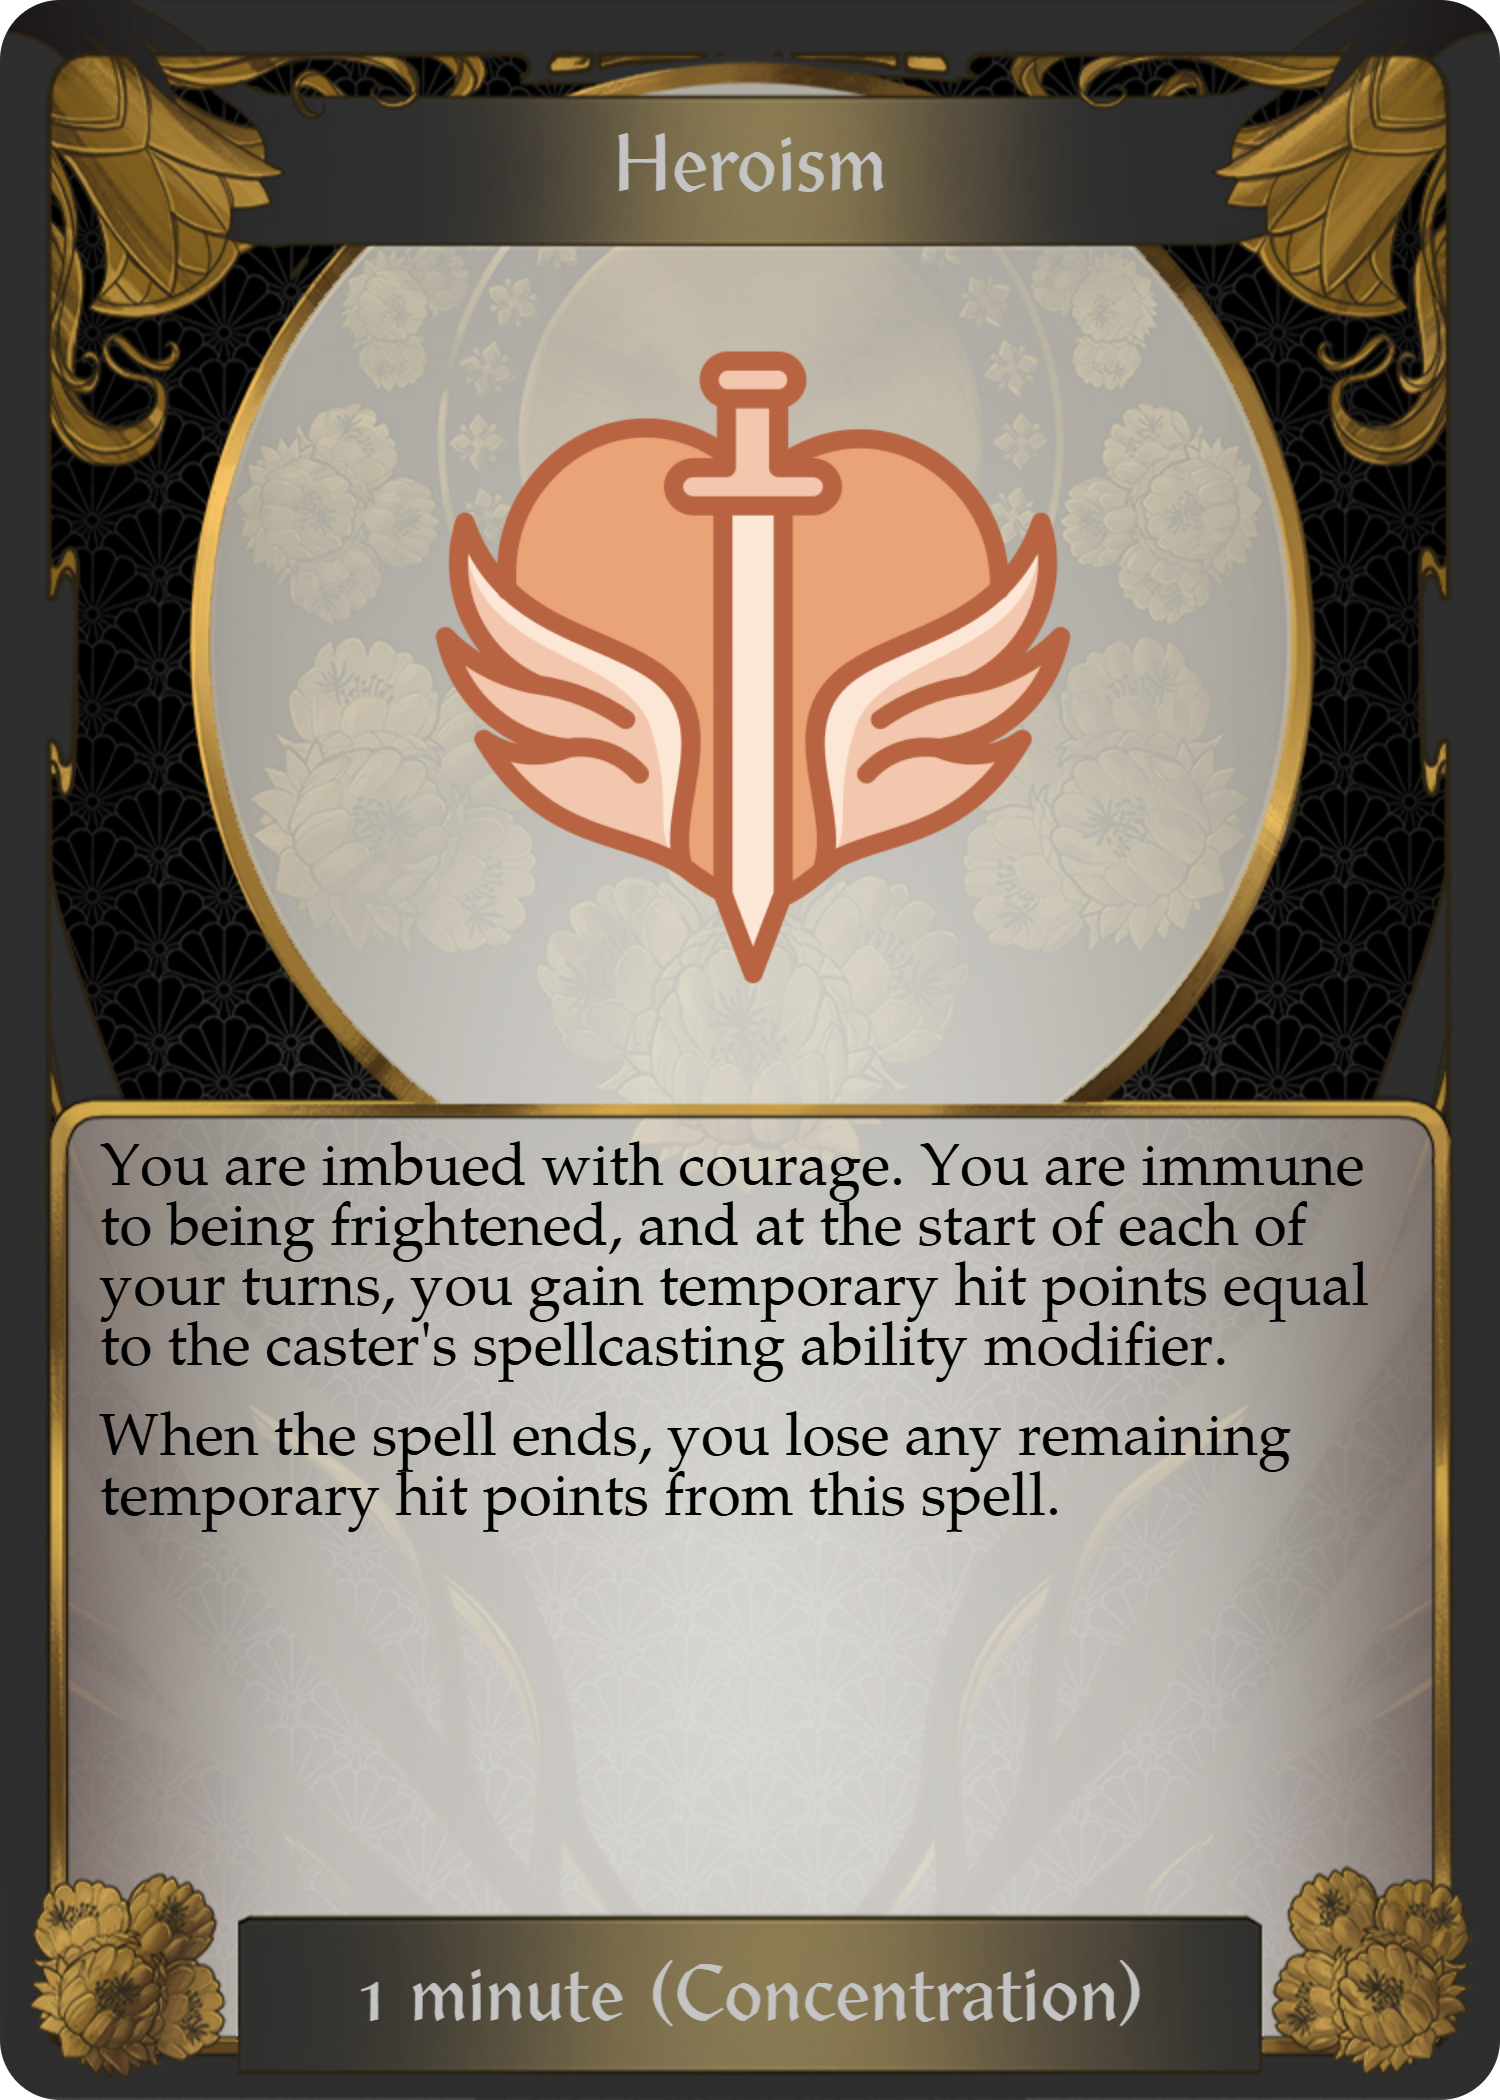 Heroism
You are imbued with courage. You are immune
to being frightened, and at the start of each of
your turns, you gain temporary hit points equal
to the caster's spellcasting ability modifier.
When the spell ends, you lose any remaining
temporary hit points from this spell.
1 minute (Concentration)